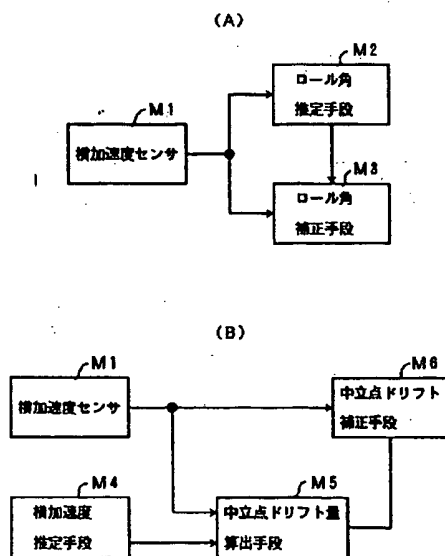 (A)
M2
ロール角
推定手段
M1
横加速度センサ
M3
ロール角
補正手段
(B)
M1
横加速度センサ
M6
中立点ドリフト
補正手段
M4
横加速度
推定手段
M5
中立点ドリフト量
算出手段